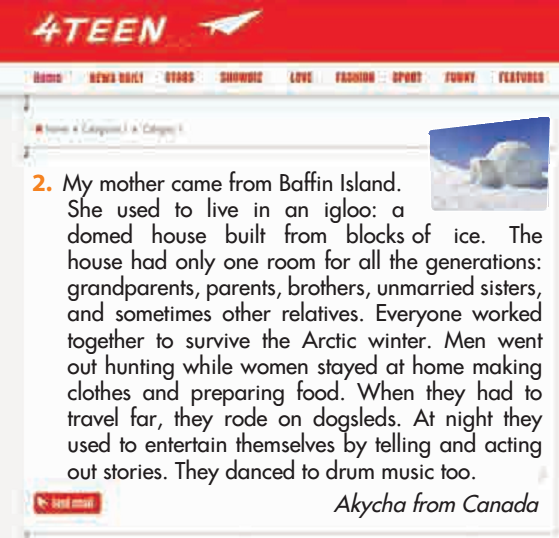 4TEEN
Home NEWS DAILY STARS SHOWBIZ LOVE FASHION SPORT FUNNY FEATURES
Home Categories 1 Category 1
2. My mother came from Baffin Island.
She used to live in an igloo: a
domed house built from blocks of ice. The
house had only one room for all the generations:
grandparents, parents, brothers, unmarried sisters,
and sometimes other relatives. Everyone worked
together to survive the Arctic winter. Men went
out hunting while women stayed at home making
clothes and preparing food. When they had to
travel far, they rode on dogsleds. At night they
used to entertain themselves by telling and acting
out stories. They danced to drum music too.
send email
Akycha from Canada